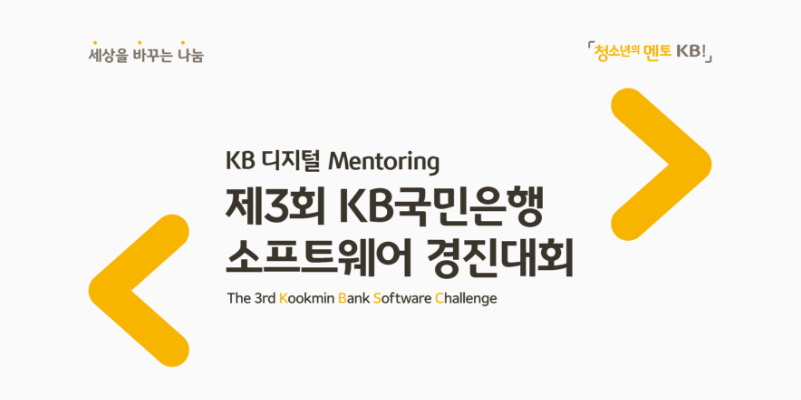 세상을 바꾸는 나눔
「청소년의 멘토 KB!」
KB 디지털 Mentoring
제3회 KB국민은행
소프트웨어 경진대회
The 3rd Kookmin Bank Software Challenge